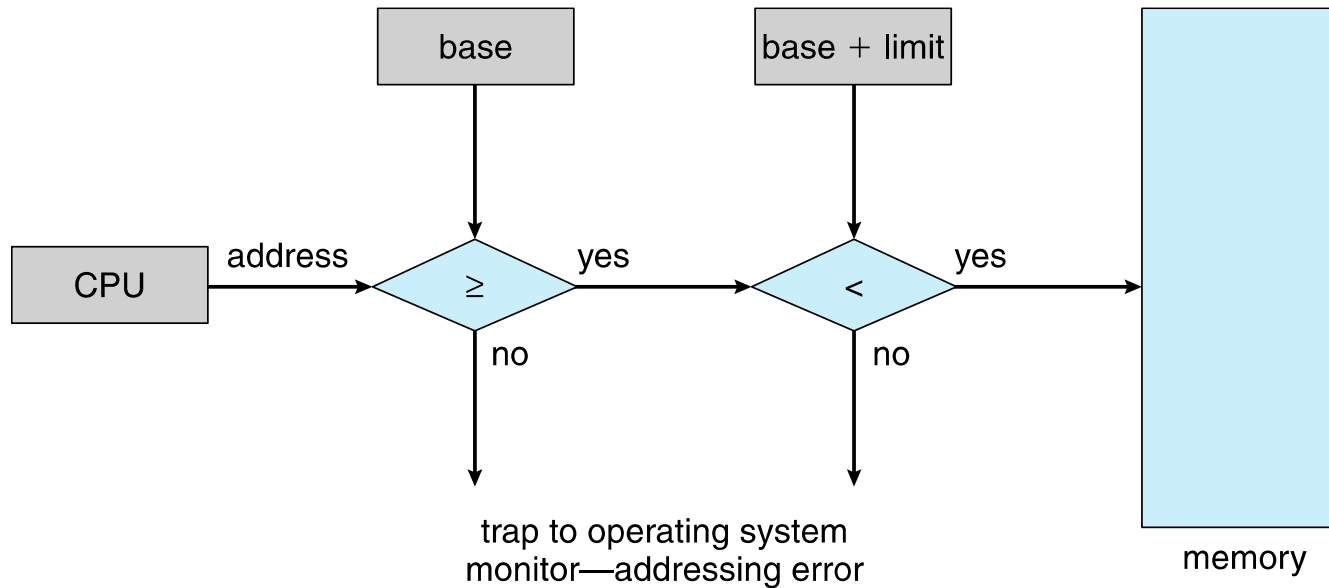 base
base + limit
CPU
address
≥
yes
<
yes
no
no
trap to operating system
monitor—addressing error
memory